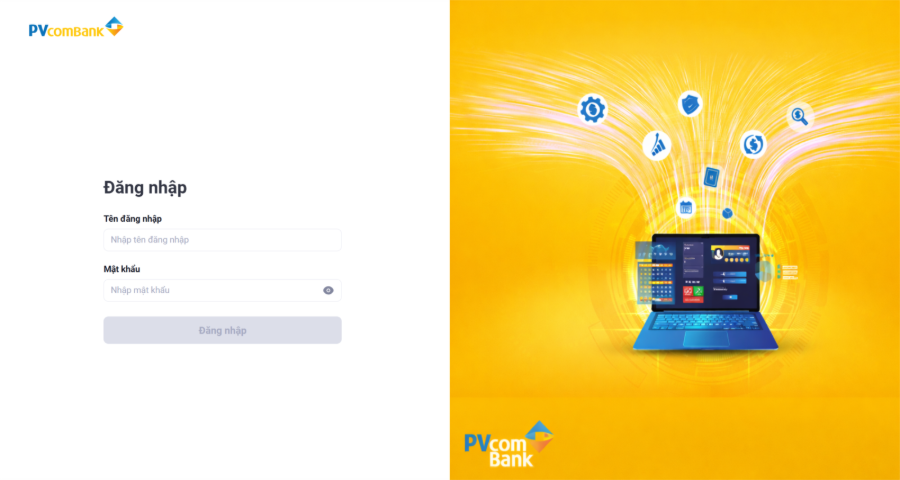 PVcomBank
Đăng nhập
Tên đăng nhập
Nhập tên đăng nhập
Mật khẩu
Nhập mật khẩu
Đăng nhập
PVcom
Bank